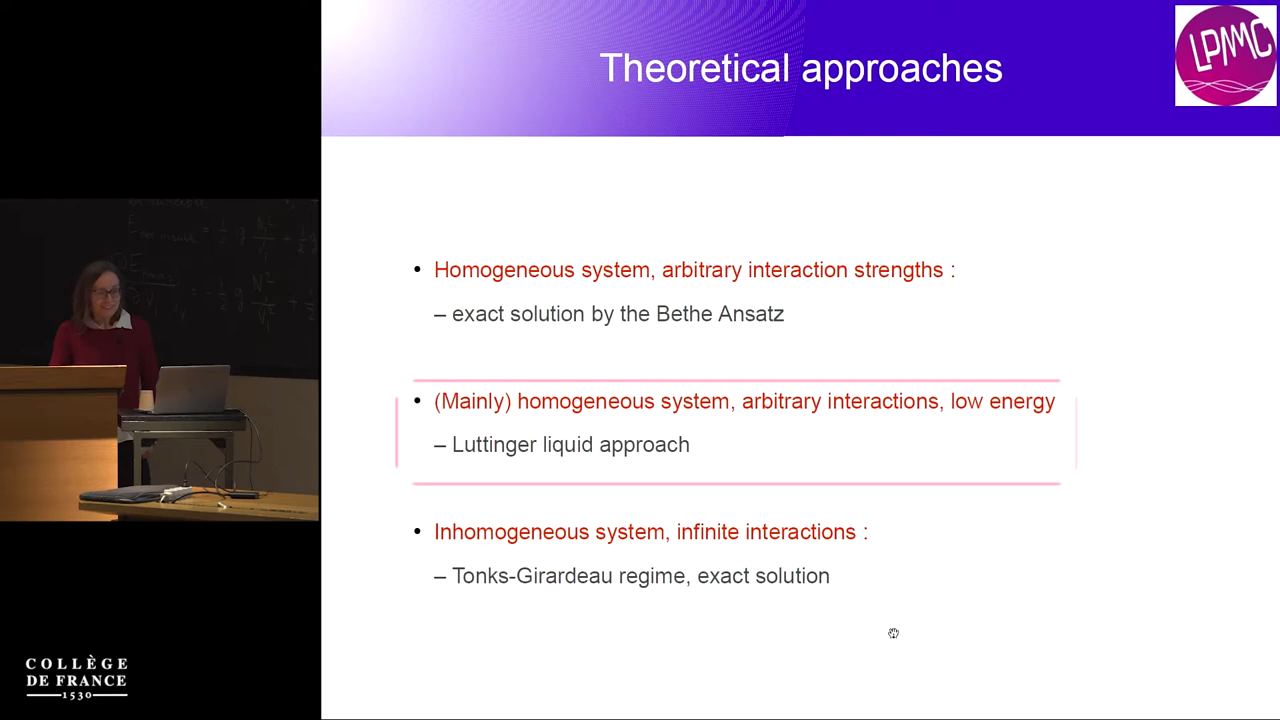 Theoretical approaches
LPMMC
• Homogeneous system, arbitrary interaction strengths :
– exact solution by the Bethe Ansatz
• (Mainly) homogeneous system, arbitrary interactions, low energy
– Luttinger liquid approach
• Inhomogeneous system, infinite interactions :
– Tonks-Girardeau regime, exact solution
COLLÈGE
DE FRANCE
1530